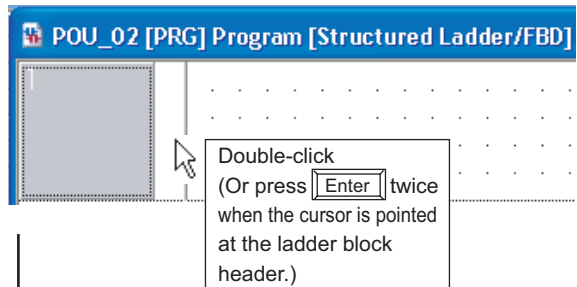 POU_02 [PRG] Program [Structured Ladder/FBD]
1
Double-click
(Or press Enter twice
when the cursor is pointed
at the ladder block
header.)